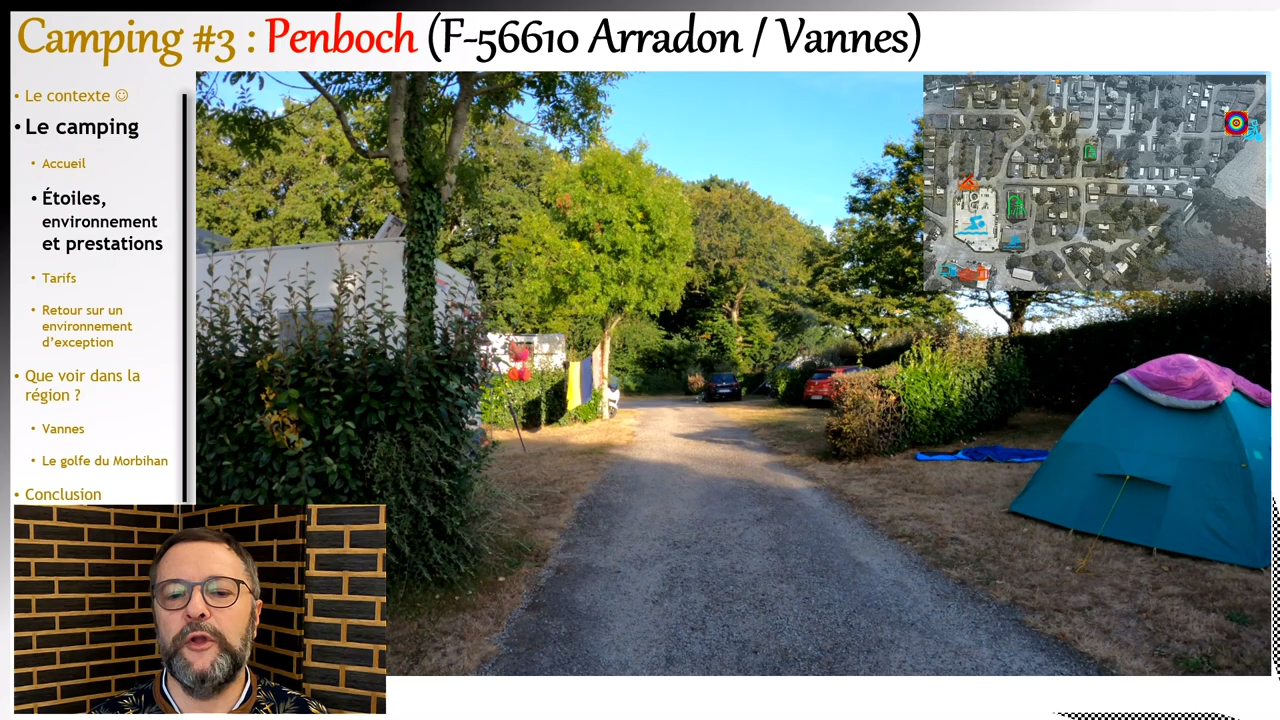 Camping #3 : Penboch (F-56610 Arradon / Vannes)
• Le contexte ☺
• Le camping
• Accueil
• Étoiles,
environnement
et prestations
• Tarifs
• Retour sur un
environnement
d’exception
• Que voir dans la
région ?
• Vannes
• Le golfe du Morbihan
• Conclusion